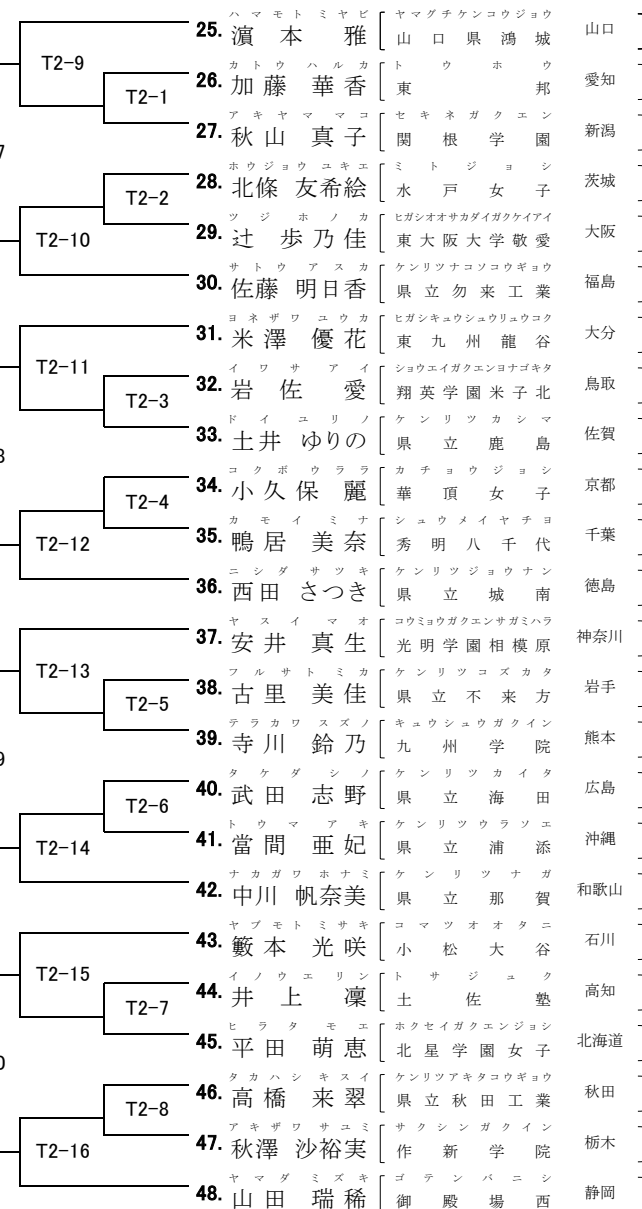 ハマモトミヤビ ヤマグチケンコウジョウ
25. 濵本 雅 山口県鴻城 山口
T2-9
カトウハルカ トウホウ
26. 加藤 華香 東邦 愛知
T2-1
アキヤママコ セキネガクエン
27. 秋山 真子 関根学園 新潟
7
ホウジョウユキエ ミトジョシ
28. 北條 友希絵 水戸女子 茨城
T2-2
ツジホノカ ヒガシオオサカダイガクケイアイ
29. 辻 歩乃佳 東大阪大学敬愛 大阪
T2-10
サトウアスカ ケンリツナコソコウギョウ
30. 佐藤 明日香 県立勿来工業 福島
ヨネザワユウカ ヒガシキュウシュウリュウコク
31. 米澤 優花 東九州龍谷 大分
T2-11
イワサアイ ショウエイガクエンヨナゴキタ
32. 岩佐 愛 翔英学園米子北 鳥取
T2-3
ドイユリノ ケンリツカシマ
33. 土井 ゆりの 県立鹿島 佐賀
コクボウララ カチョウジョシ
34. 小久保 麗 華頂女子 京都
T2-4
カモイミナ シュウメイヤチヨ
35. 鴨居 美奈 秀明八千代 千葉
T2-12
ニシダサツキ ケンリツジョウナン
36. 西田 さつき 県立城南 徳島
ヤスイマオ コウミョウガクエンサガミハラ
37. 安井 真生 光明学園相模原 神奈川
T2-13
フルサトミカ ケンリツコズカタ
38. 古里 美佳 県立不来方 岩手
T2-5
テラカワスズノ キュウシュウガクイン
39. 寺川 鈴乃 九州学院 熊本
9
タケダシノ ケンリツカイタ
40. 武田 志野 県立海田 広島
T2-6
トウマアキ ケンリツウラソエ
41. 當間 亜妃 県立浦添 沖縄
T2-14
ナカガワホナミ ケンリツナガ
42. 中川 帆奈美 県立那賀 和歌山
ヤブモトミサキ コマツオオタニ
43. 籔本 光咲 小松大谷 石川
T2-15
イノウエリン トサジュク
44. 井上 凜 土佐塾 高知
T2-7
ヒラタモエ ホクセイガクエンジョシ
45. 平田 萌恵 北星学園女子 北海道
タカハシキスイ ケンリツアキタコウギョウ
46. 高橋 来翠 県立秋田工業 秋田
T2-8
アキザワサユミ サクシンガクイン
47. 秋澤 沙裕実 作新学院 栃木
T2-16
ヤマダミズキ ゴテンバニシ
48. 山田 瑞稀 御殿場西 静岡